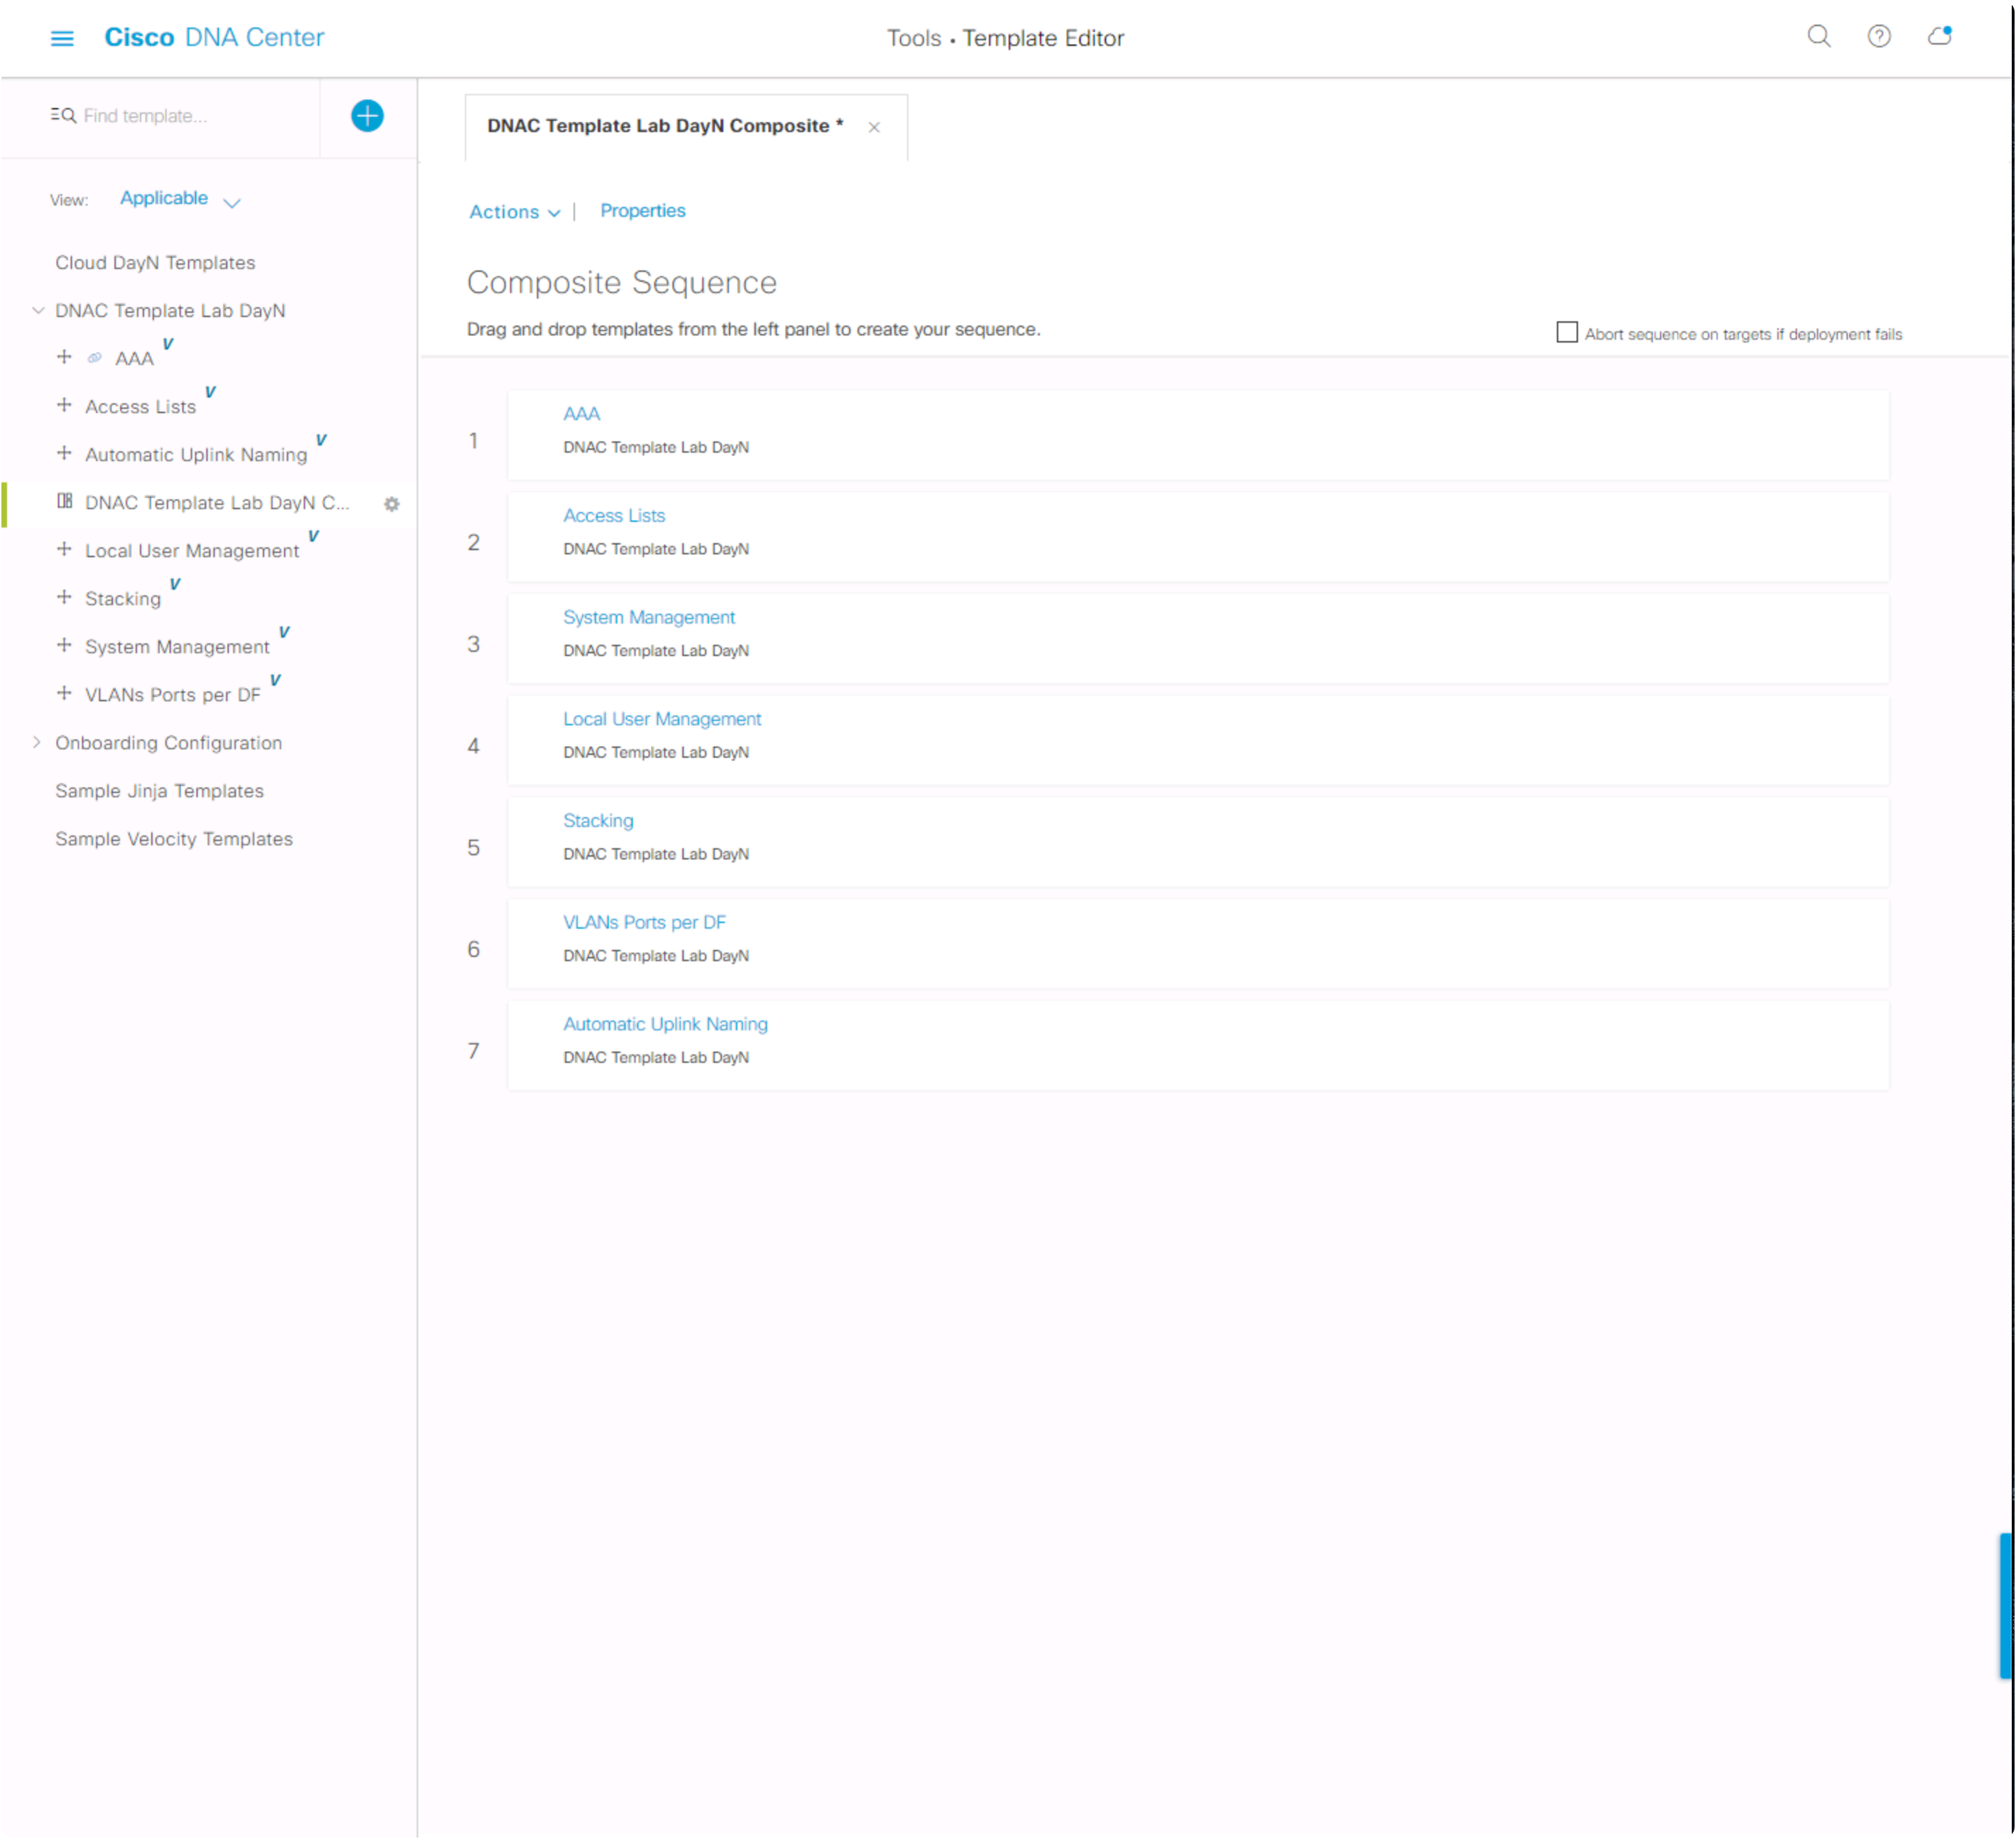 Cisco DNA Center
Tools • Template Editor
Find template...
View: Applicable
Cloud DayN Templates
DNAC Template Lab DayN
AAA V
Access Lists V
Automatic Uplink Naming V
DNAC Template Lab DayN C...
Local User Management V
Stacking V
System Management V
VLANs Ports per DF V
Onboarding Configuration
Sample Jinja Templates
Sample Velocity Templates
DNAC Template Lab DayN Composite *
Actions | Properties
Composite Sequence
Drag and drop templates from the left panel to create your sequence.
Abort sequence on targets if deployment fails
1
AAA
DNAC Template Lab DayN
2
Access Lists
DNAC Template Lab DayN
3
System Management
DNAC Template Lab DayN
4
Local User Management
DNAC Template Lab DayN
5
Stacking
DNAC Template Lab DayN
6
VLANs Ports per DF
DNAC Template Lab DayN
7
Automatic Uplink Naming
DNAC Template Lab DayN